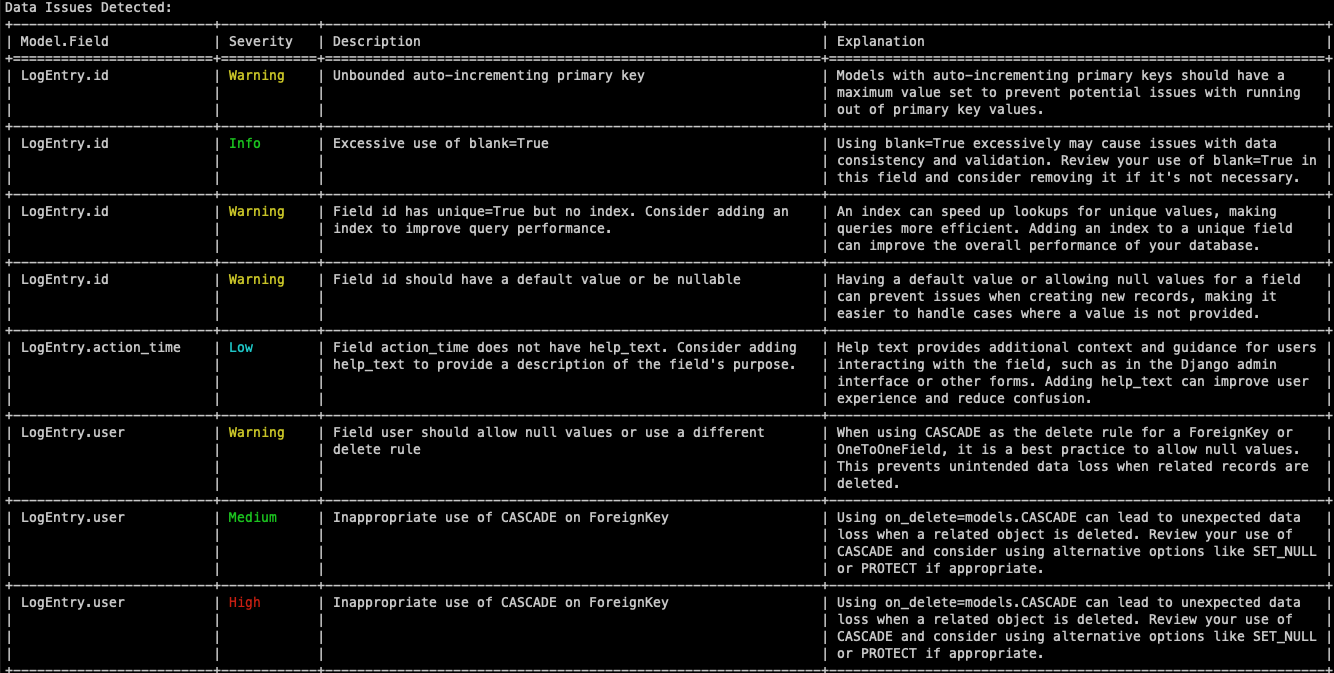 Data Issues Detected:
| Model.Field | Severity | Description | Explanation |
| LogEntry.id | Warning | Unbounded auto-incrementing primary key | Models with auto-incrementing primary keys should have a |
| | | | maximum value set to prevent potential issues with running |
| | | | out of primary key values. |
| LogEntry.id | Info | Excessive use of blank=True | Using blank=True excessively may cause issues with data |
| | | | consistency and validation. Review your use of blank=True in |
| | | | this field and consider removing it if it's not necessary. |
| LogEntry.id | Warning | Field id has unique=True but no index. Consider adding an | An index can speed up lookups for unique values, making |
| | | index to improve query performance. | queries more efficient. Adding an index to a unique field |
| | | | can improve the overall performance of your database. |
| LogEntry.id | Warning | Field id should have a default value or be nullable | Having a default value or allowing null values for a field |
| | | | can prevent issues when creating new records, making it |
| | | | easier to handle cases where a value is not provided. |
| LogEntry.action_time | Low | Field action_time does not have help_text. Consider adding | Help text provides additional context and guidance for users |
| | | help_text to provide a description of the field's purpose. | interacting with the field, such as in the Django admin |
| | | | interface or other forms. Adding help_text can improve user |
| | | | experience and reduce confusion. |
| LogEntry.user | Warning | Field user should allow null values or use a different | When using CASCADE as the delete rule for a ForeignKey or |
| | | delete rule | OneToOneField, it is a best practice to allow null values. |
| | | | This prevents unintended data loss when related records are |
| | | | deleted. |
| LogEntry.user | Medium | Inappropriate use of CASCADE on ForeignKey | Using on_delete=models.CASCADE can lead to unexpected data |
| | | | loss when a related object is deleted. Review your use of |
| | | | CASCADE and consider using alternative options like SET_NULL |
| | | | or PROTECT if appropriate. |
| LogEntry.user | High | Inappropriate use of CASCADE on ForeignKey | Using on_delete=models.CASCADE can lead to unexpected data |
| | | | loss when a related object is deleted. Review your use of |
| | | | CASCADE and consider using alternative options like SET_NULL |
| | | | or PROTECT if appropriate. |